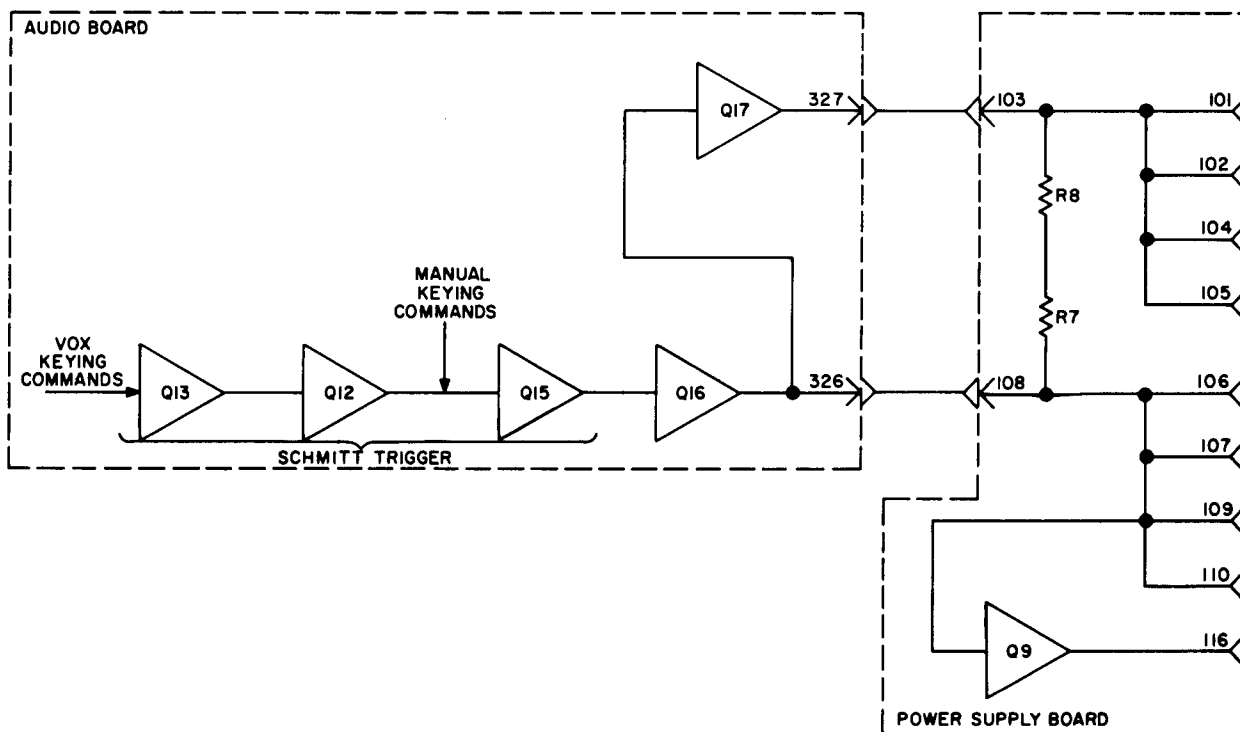 AUDIO BOARD
Q17
327
103
101
R8
102
104
MANUAL
KEYING
COMMANDS
105
R7
VOX
KEYING
COMMANDS
Q13
Q12
Q15
Q16
326
108
106
SCHMITT TRIGGER
107
109
110
Q9
116
POWER SUPPLY BOARD